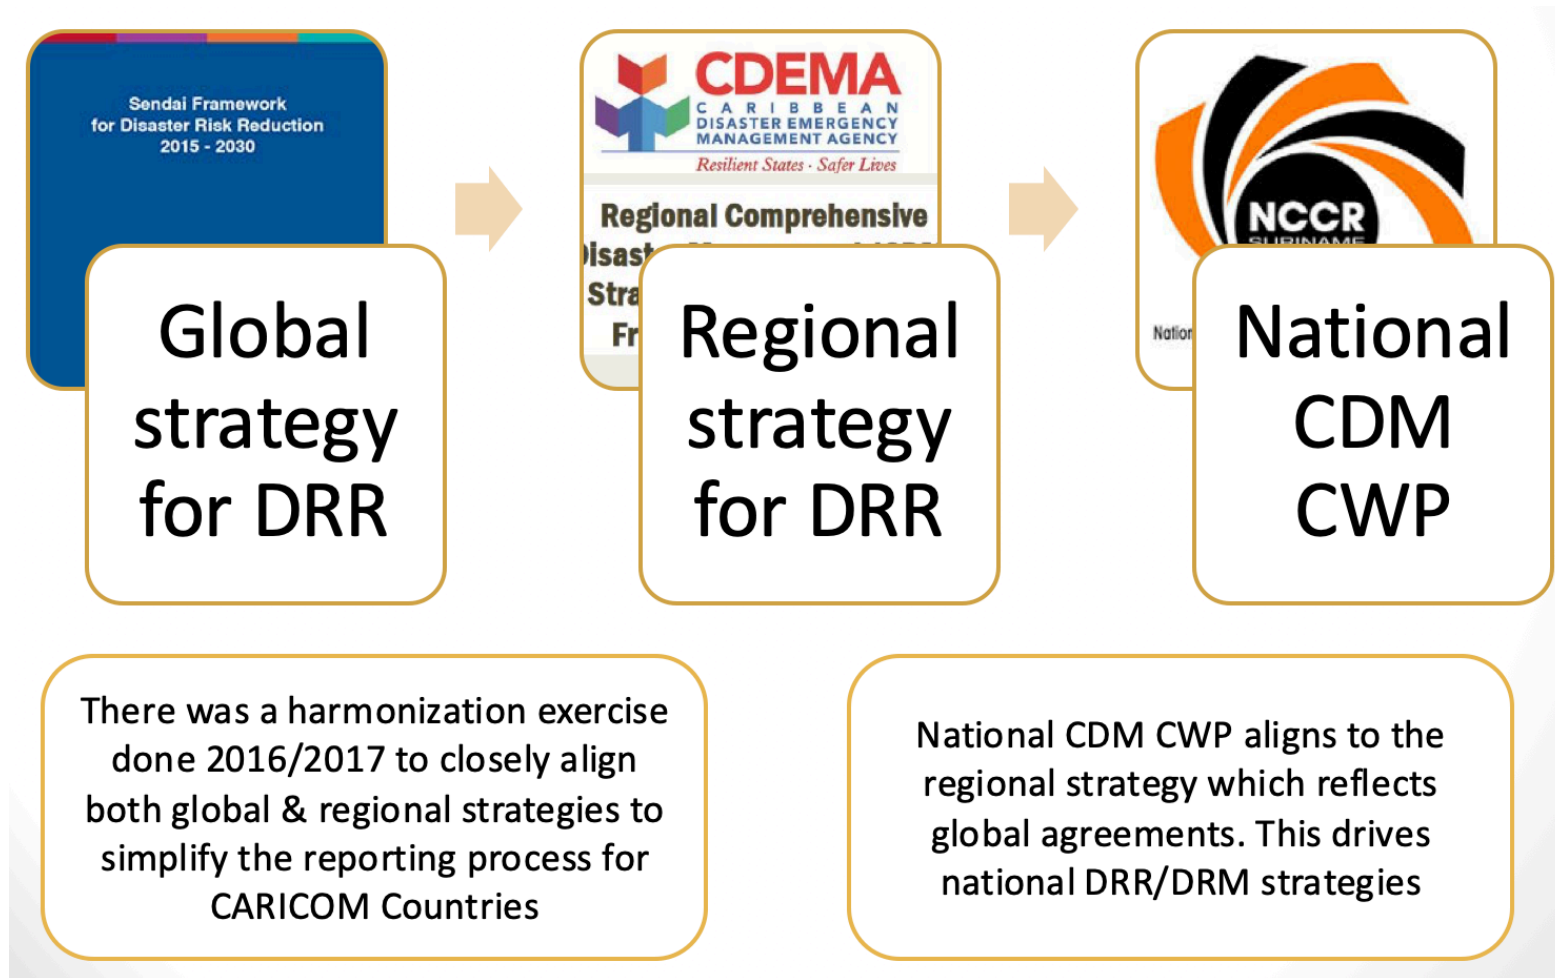 Sendai Framework
for Disaster Risk Reduction
2015 - 2030
Global
strategy
for DRR
CDEMA
CARIBBEAN
DISASTER EMERGENCY
MANAGEMENT AGENCY
Resilient States · Safer Lives
Regional Comprehensive
Regional
strategy
for DRR
NCCR
SURINAME
National
CDM
CWP
There was a harmonization exercise
done 2016/2017 to closely align
both global & regional strategies to
simplify the reporting process for
CARICOM Countries
National CDM CWP aligns to the
regional strategy which reflects
global agreements. This drives
national DRR/DRM strategies